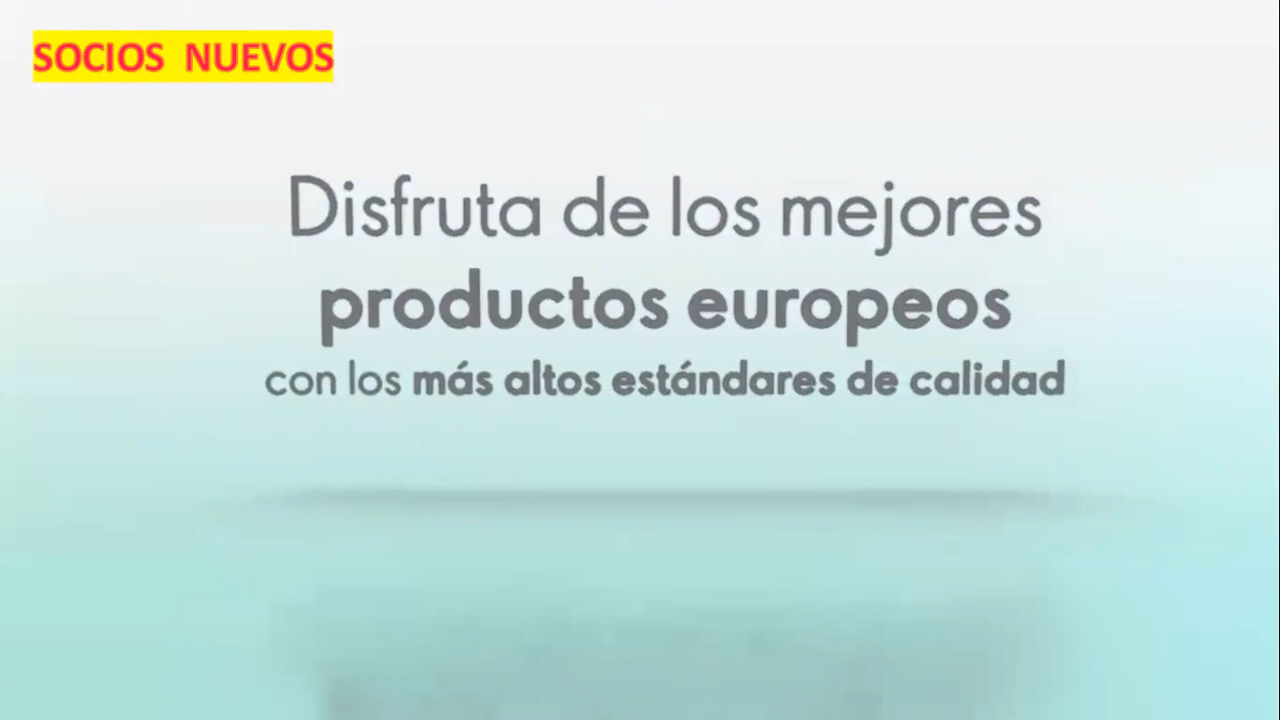 SOCIOS NUEVOS
Disfruta de los mejores
productos europeos
con los más altos estándares de calidad